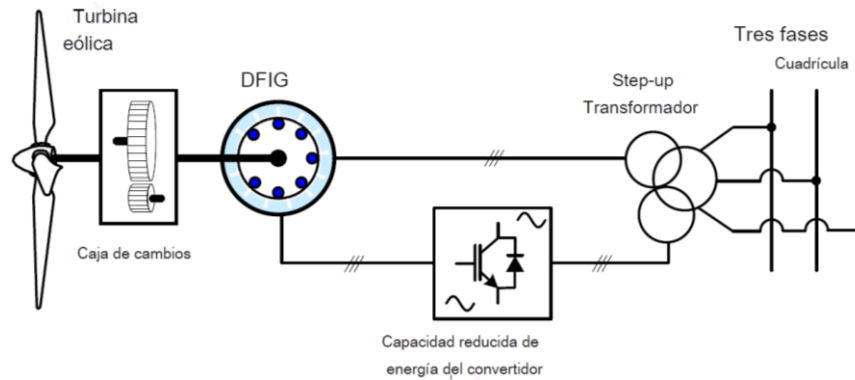 Turbina
eólica
DFIG
Caja de cambios
Step-up
Transformador
Tres fases
Cuadrícula
Capacidad reducida de
energía del convertidor